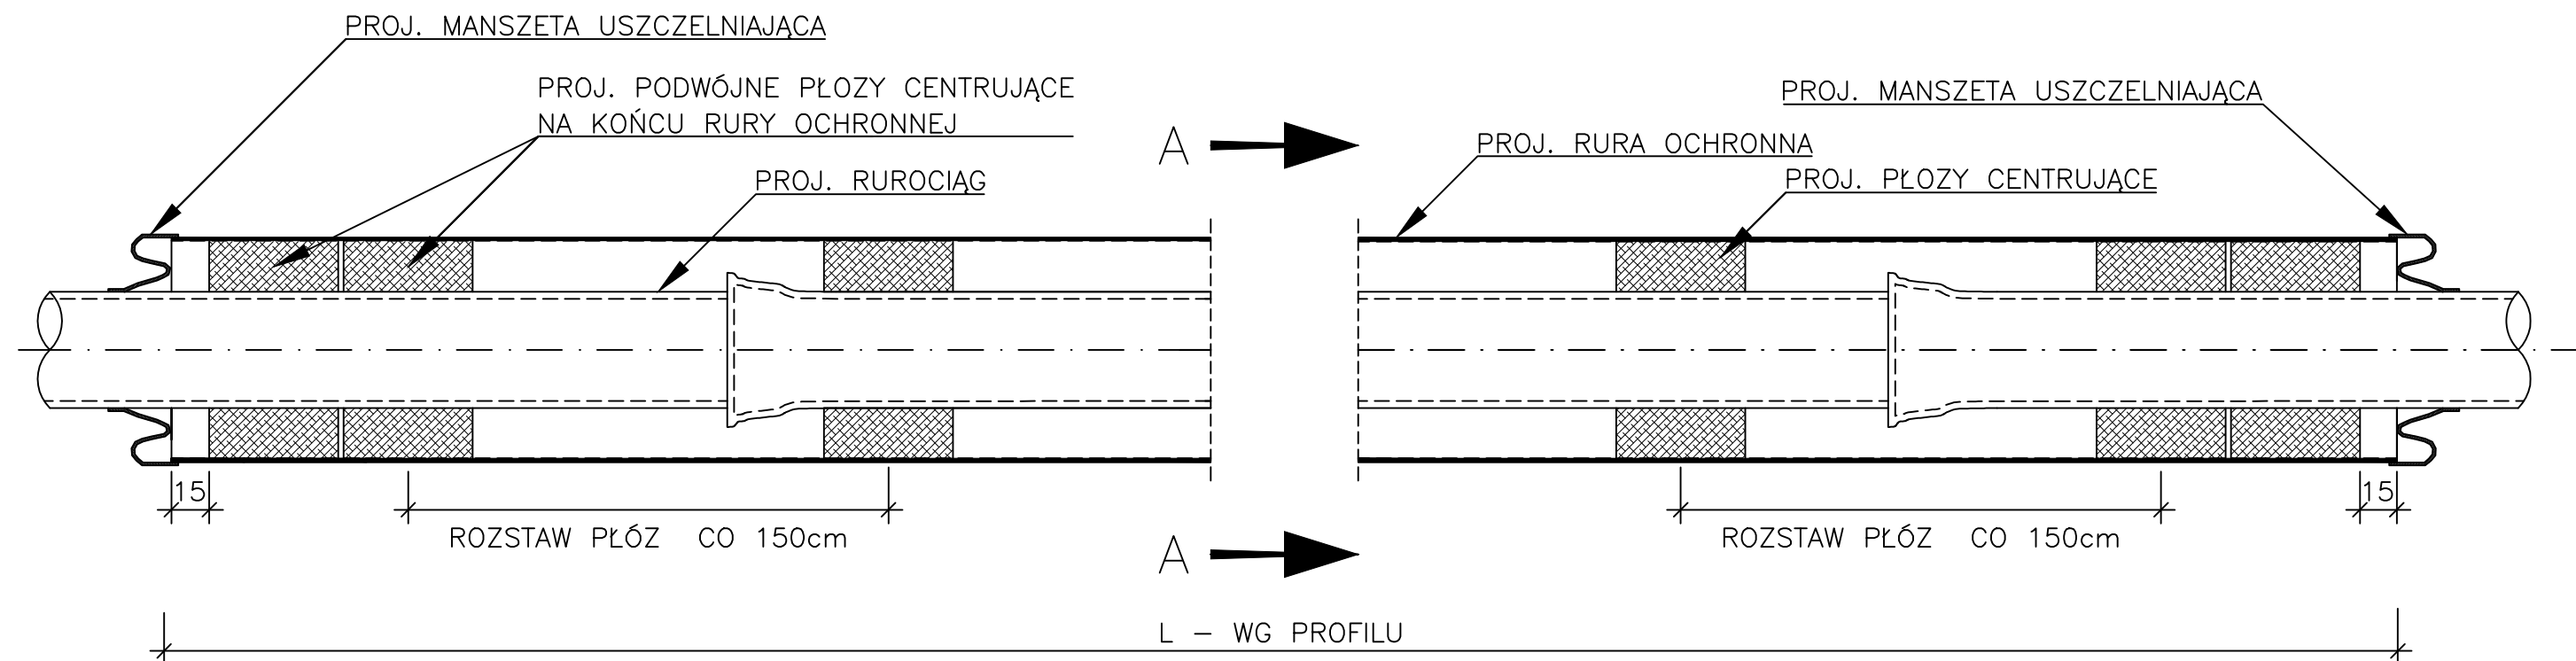 PROJ. MANSZETA USZCZELNIAJĄCA
PROJ. PODWÓJNE PŁOZY CENTRUJĄCE
NA KOŃCU RURY OCHRONNEJ
PROJ. MANSZETA USZCZELNIAJĄCA
A
PROJ. RURA OCHRONNA
PROJ. RUROCIĄG
PROJ. PŁOZY CENTRUJĄCE
15
15
ROZSTAW PŁÓZ CO 150cm
A
ROZSTAW PŁÓZ CO 150cm
L – WG PROFILU